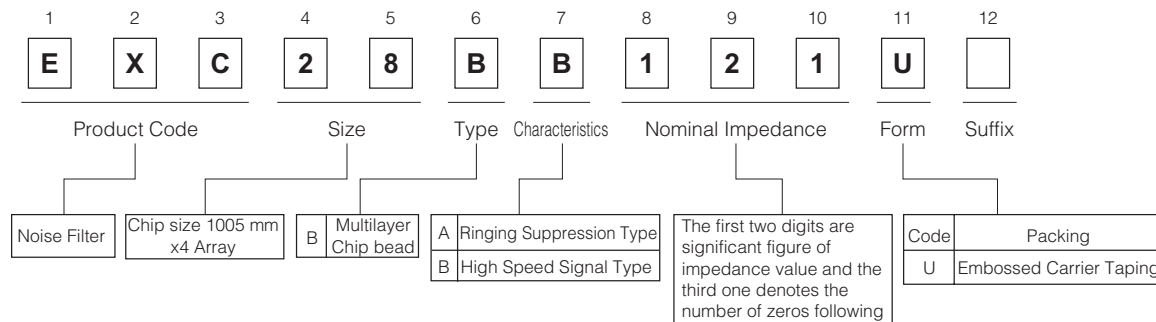 1 2 3 4 5 6 7 8 9 10 11 12
E X C 2 8 B B 1 2 1 U
Product Code Size Type Characteristics Nominal Impedance Form Suffix
Noise Filter
Chip size 1005 mm
x4 Array
B Multilayer
Chip bead
A Ringing Suppression Type
B High Speed Signal Type
The first two digits are
significant figure of
impedance value and the
third one denotes the
number of zeros following
Code Packing
U Embossed Carrier Taping